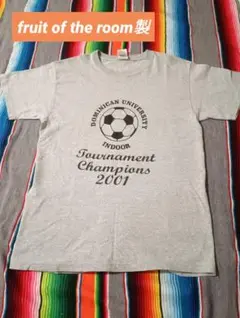 fruit of the room製
DOMINICAN UNIVERSITY
INDOOR
Tournament
Champions
2001